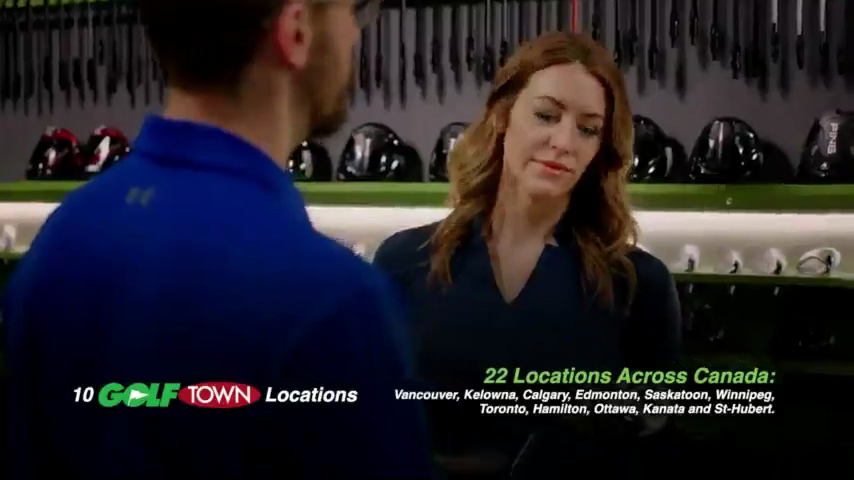 PING
22 Locations Across Canada:
10 GOLF TOWN Locations
Vancouver, Kelowna, Calgary, Edmonton, Saskatoon, Winnipeg,
Toronto, Hamilton, Ottawa, Kanata and St-Hubert.